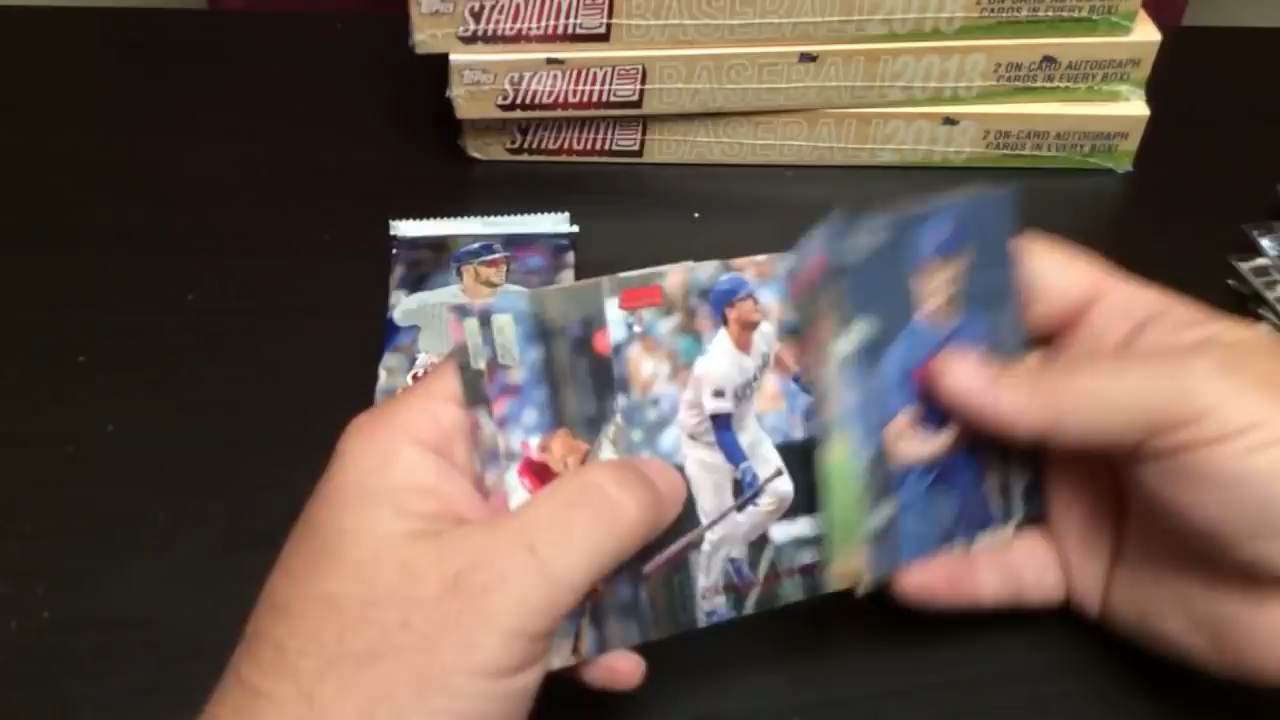 STADIUM CLUB BASEBALL 2018 2 ON-CARD AUTOGRAPH
CARDS IN EVERY BOX!
Topps STADIUM CLUB BASEBALL 2018 2 ON-CARD AUTOGRAPH
CARDS IN EVERY BOX!
STADIUM CLUB BASEBALL 2018 2 ON-CARD AUTOGRAPH
CARDS IN EVERY BOX!